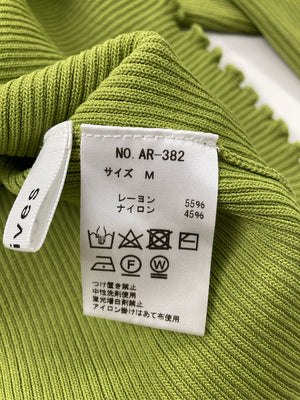 NO. AR-382
サイズ M
レーヨン 55%
ナイロン 45%
F
W
つけ置き禁止
中性洗剤使用
蛍光増白剤禁止
アイロン掛けはあて布使用
ives